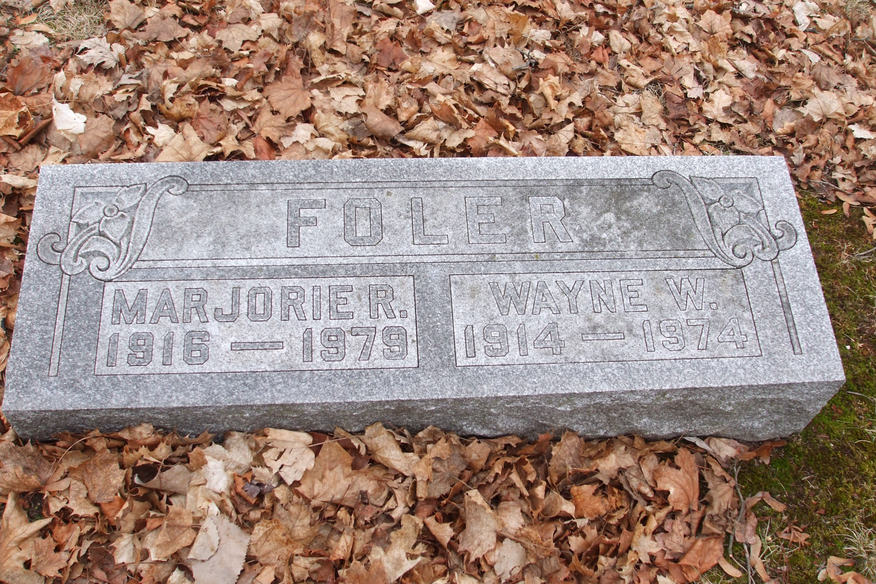 FOLER
MARJORIE R.
1916 — 1979
WAYNE W.
1914 — 1974